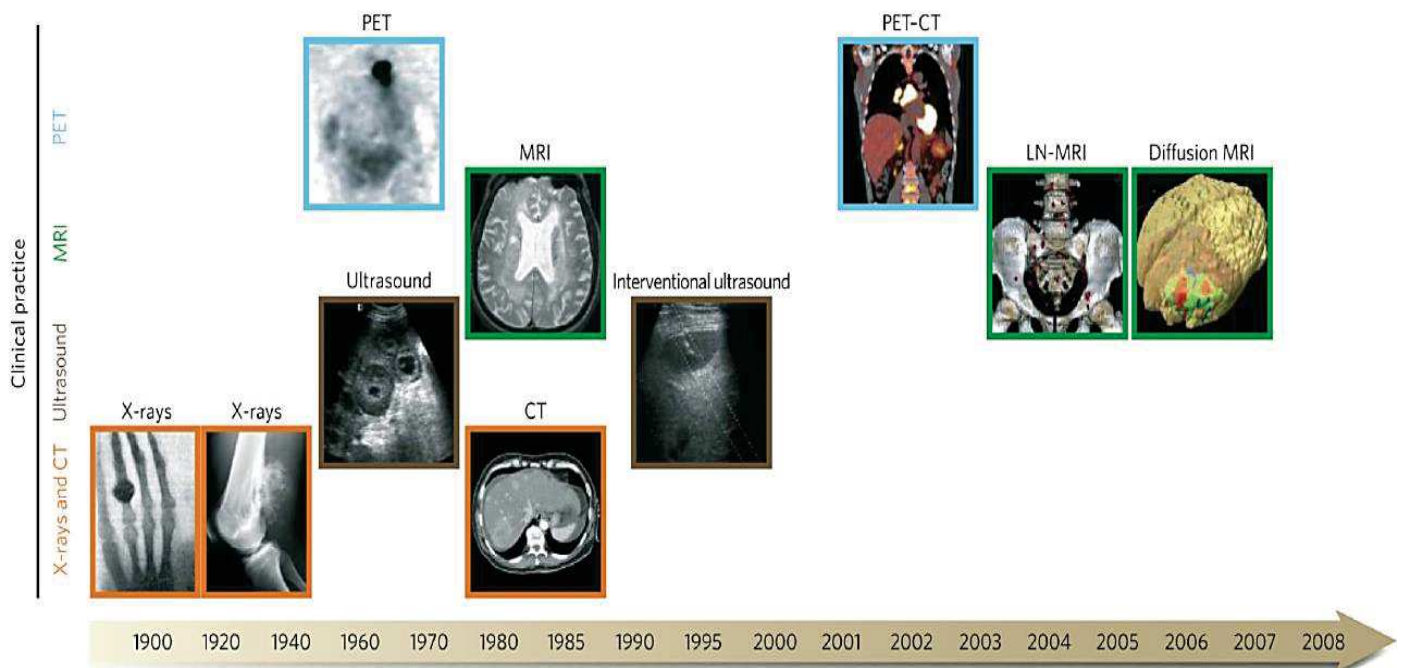 PET
PET-CT
MRI
LN-MRI
Diffusion MRI
Ultrasound
Interventional ultrasound
X-rays
X-rays
CT
Clinical practice
PET
MRI
Ultrasound
X-rays and CT
1900 1920 1940 1960 1970 1980 1985 1990 1995 2000 2001 2002 2003 2004 2005 2006 2007 2008